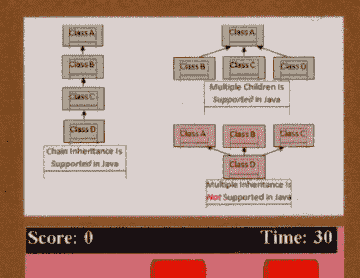 Class A
Class B
Class C
Class D
Chain Inheritance Is
Supported in Java
Class A
Class B
Class C
Class D
Multiple Children Is
Supported in Java
Class A
Class B
Class C
Class D
Multiple Inheritance Is
Not Supported in Java
Score: 0
Time: 30